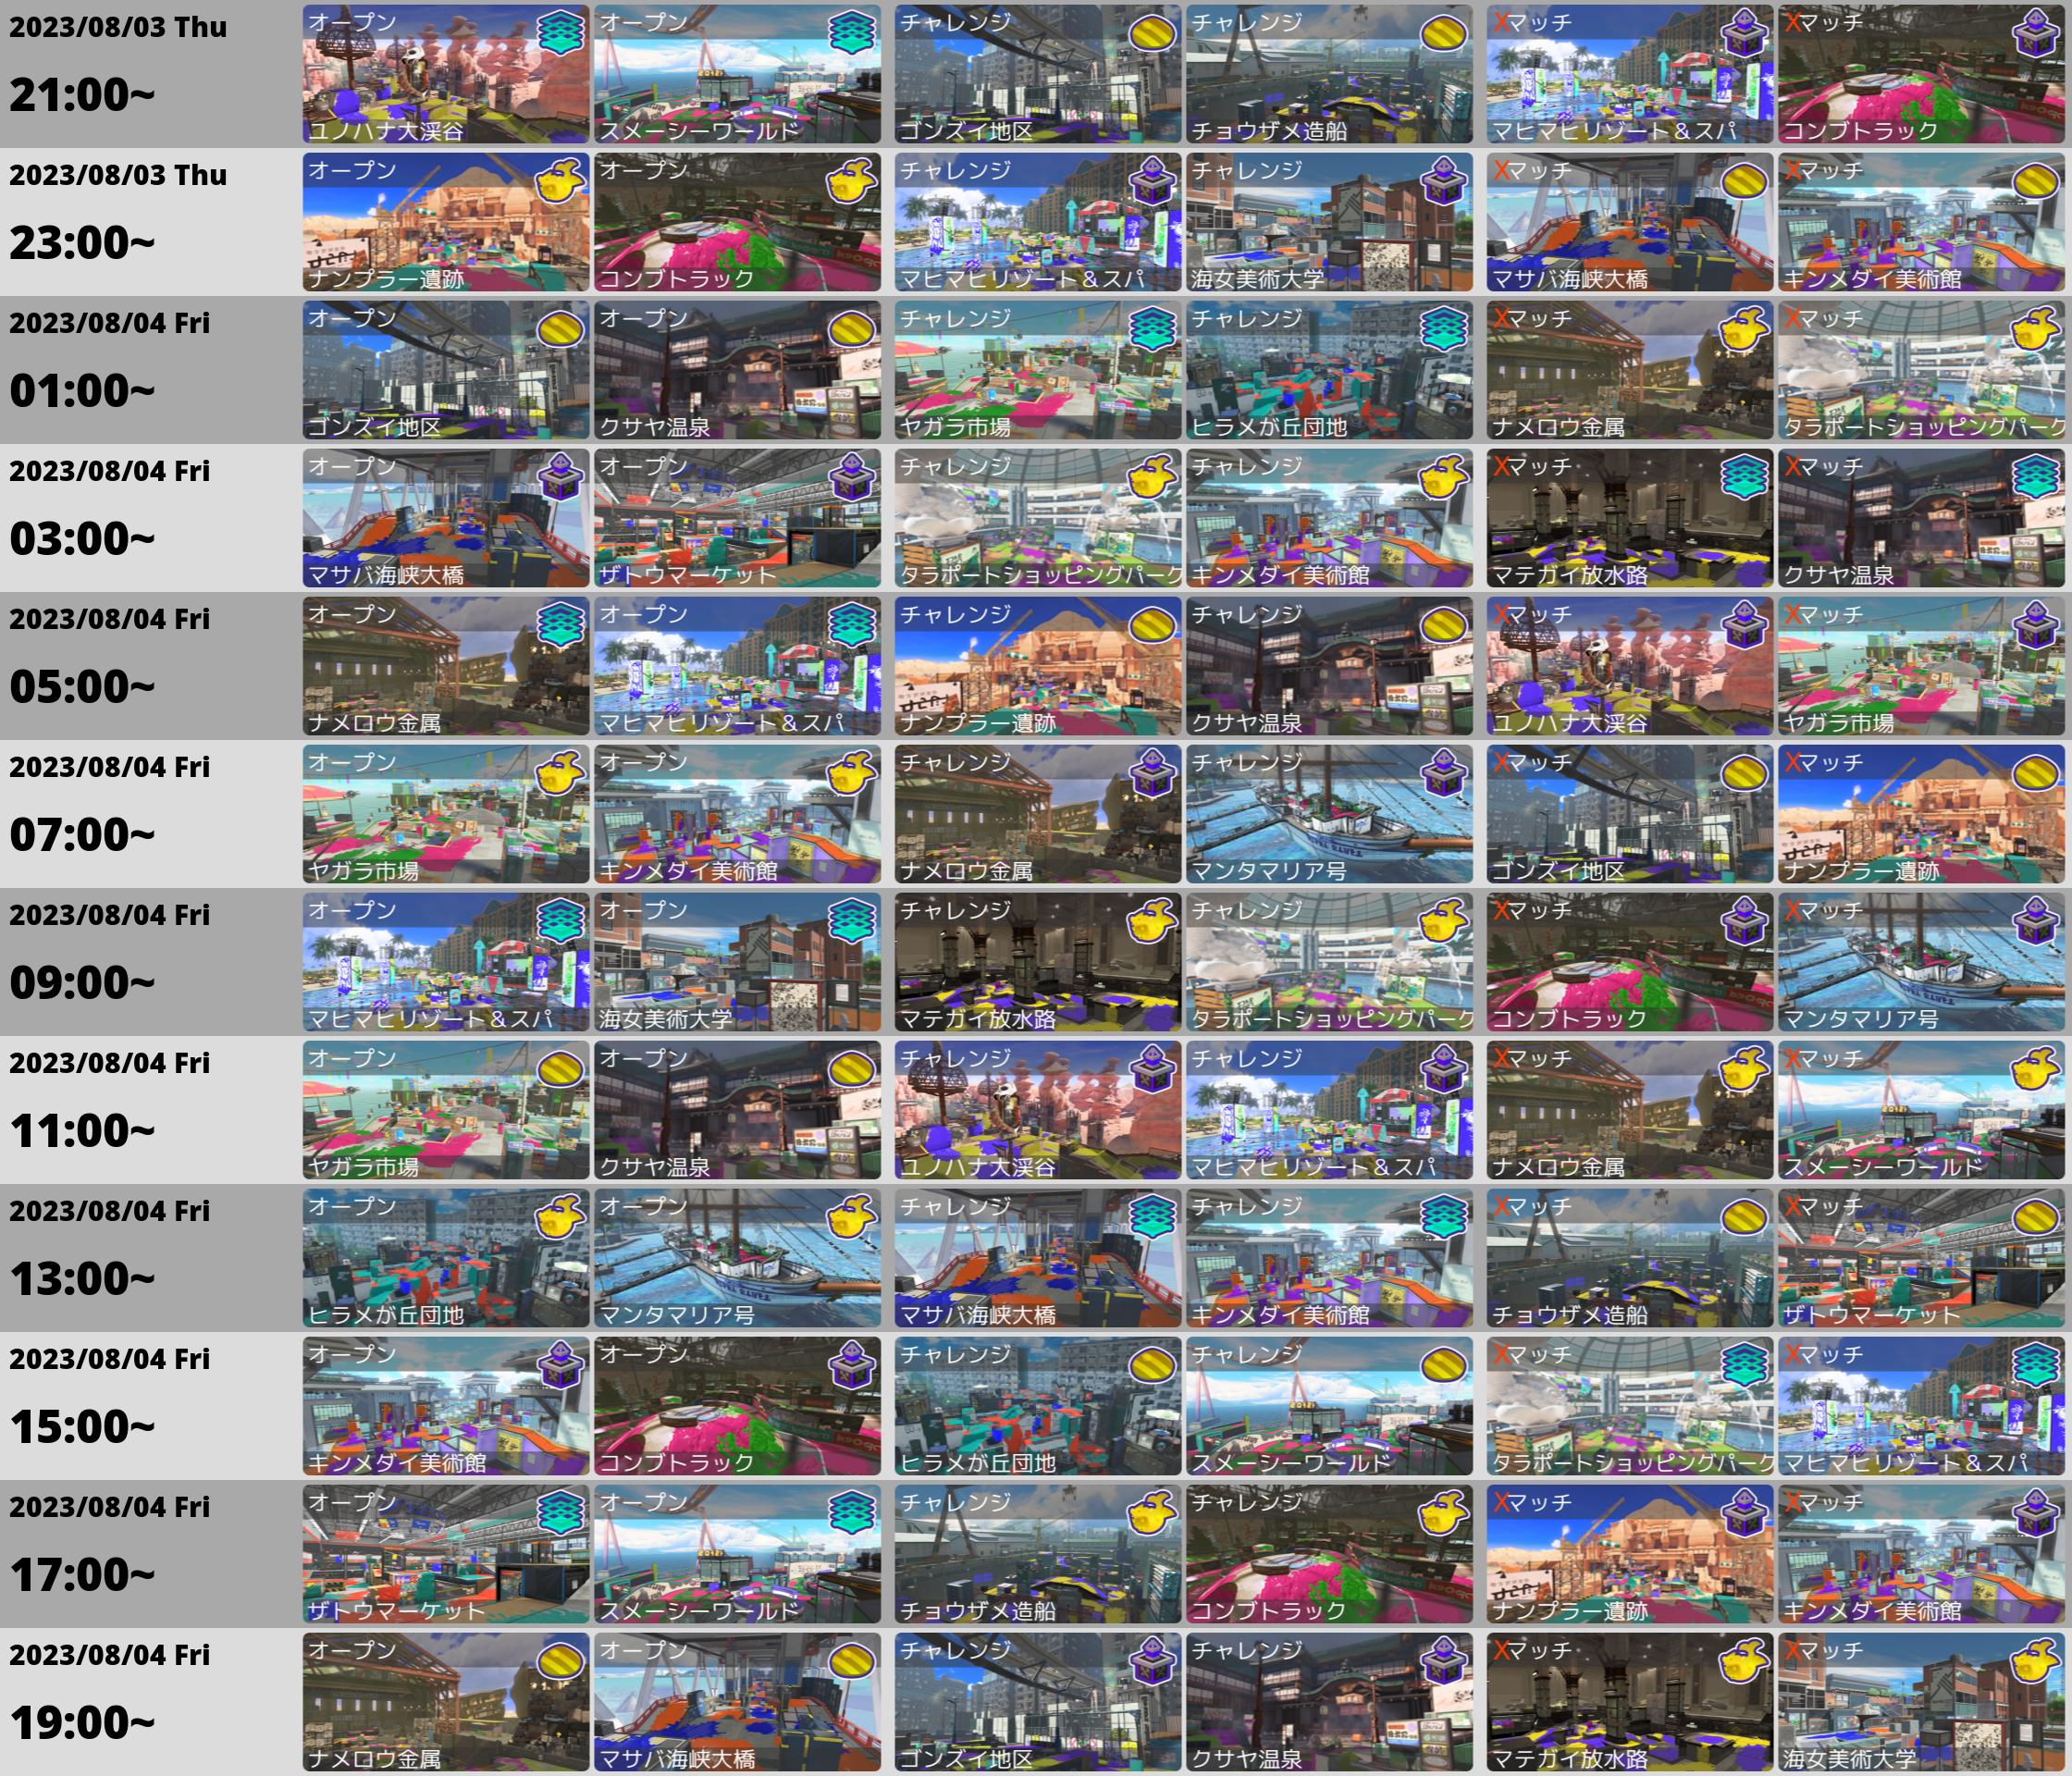 2023/08/03 Thu
21:00~
オープン
ユノハナ大渓谷
オープン
スメーシーワールド
チャレンジ
ゴンズイ地区
チャレンジ
チョウザメ造船
Xマッチ
マヒマヒリゾート＆スパ
Xマッチ
コンブトラック
2023/08/03 Thu
23:00~
オープン
ナンプラー遺跡
オープン
コンブトラック
チャレンジ
マヒマヒリゾート＆スパ
チャレンジ
海女美術大学
Xマッチ
マサバ海峡大橋
Xマッチ
キンメダイ美術館
2023/08/04 Fri
01:00~
オープン
ゴンズイ地区
オープン
クサヤ温泉
チャレンジ
ヤガラ市場
チャレンジ
ヒラメが丘団地
Xマッチ
ナメロウ金属
Xマッチ
タラポートショッピングパーク
2023/08/04 Fri
03:00~
オープン
マサバ海峡大橋
オープン
ザトウマーケット
チャレンジ
タラポートショッピングパーク
チャレンジ
キンメダイ美術館
Xマッチ
マテガイ放水路
Xマッチ
クサヤ温泉
2023/08/04 Fri
05:00~
オープン
ナメロウ金属
オープン
マヒマヒリゾート＆スパ
チャレンジ
ナンプラー遺跡
チャレンジ
クサヤ温泉
Xマッチ
ユノハナ大渓谷
Xマッチ
ヤガラ市場
2023/08/04 Fri
07:00~
オープン
ヤガラ市場
オープン
キンメダイ美術館
チャレンジ
ナメロウ金属
チャレンジ
マンタマリア号
Xマッチ
ゴンズイ地区
Xマッチ
ナンプラー遺跡
2023/08/04 Fri
09:00~
オープン
マヒマヒリゾート＆スパ
オープン
海女美術大学
チャレンジ
マテガイ放水路
チャレンジ
タラポートショッピングパーク
Xマッチ
コンブトラック
Xマッチ
マンタマリア号
2023/08/04 Fri
11:00~
オープン
ヤガラ市場
オープン
クサヤ温泉
チャレンジ
ユノハナ大渓谷
チャレンジ
マヒマヒリゾート＆スパ
Xマッチ
ナメロウ金属
Xマッチ
スメーシーワールド
2023/08/04 Fri
13:00~
オープン
ヒラメが丘団地
オープン
マンタマリア号
チャレンジ
マサバ海峡大橋
チャレンジ
キンメダイ美術館
Xマッチ
チョウザメ造船
Xマッチ
ザトウマーケット
2023/08/04 Fri
15:00~
オープン
キンメダイ美術館
オープン
コンブトラック
チャレンジ
ヒラメが丘団地
チャレンジ
スメーシーワールド
Xマッチ
タラポートショッピングパーク
Xマッチ
マヒマヒリゾート＆スパ
2023/08/04 Fri
17:00~
オープン
ザトウマーケット
オープン
スメーシーワールド
チャレンジ
チョウザメ造船
チャレンジ
コンブトラック
Xマッチ
ナンプラー遺跡
Xマッチ
キンメダイ美術館
2023/08/04 Fri
19:00~
オープン
ナメロウ金属
オープン
マサバ海峡大橋
チャレンジ
ゴンズイ地区
チャレンジ
クサヤ温泉
Xマッチ
マテガイ放水路
Xマッチ
海女美術大学